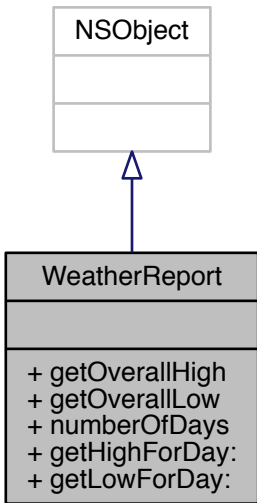 NSObject
WeatherReport
+ getOverallHigh
+ getOverallLow
+ numberOfDays
+ getHighForDay:
+ getLowForDay: